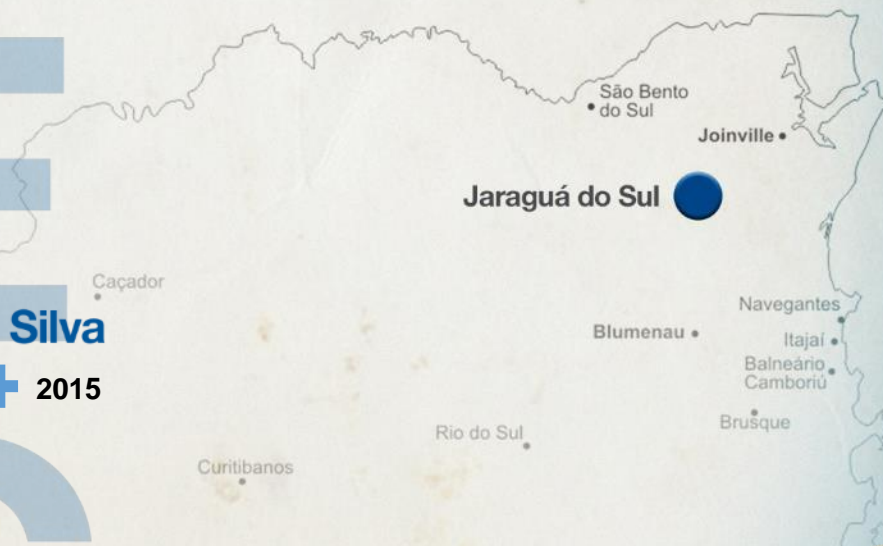 São Bento
do Sul
Joinville
Jaraguá do Sul
Caçador
Silva
Navegantes
Blumenau
Itajaí
Balneário
Camboriú
2015
Brusque
Rio do Sul
Curitibanos